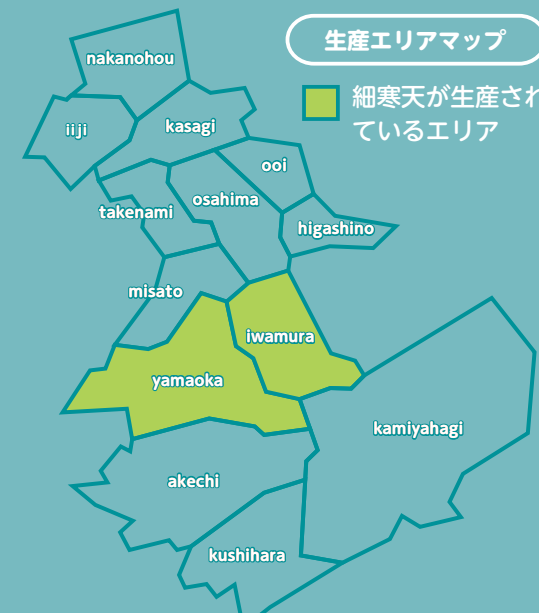 生産エリアマップ
細寒天が生産され
ているエリア
nakanohou
iiji
kasagi
ooi
osahima
takenami
higashino
misato
iwamura
yamaoka
kamiyahagi
akechi
kushihara